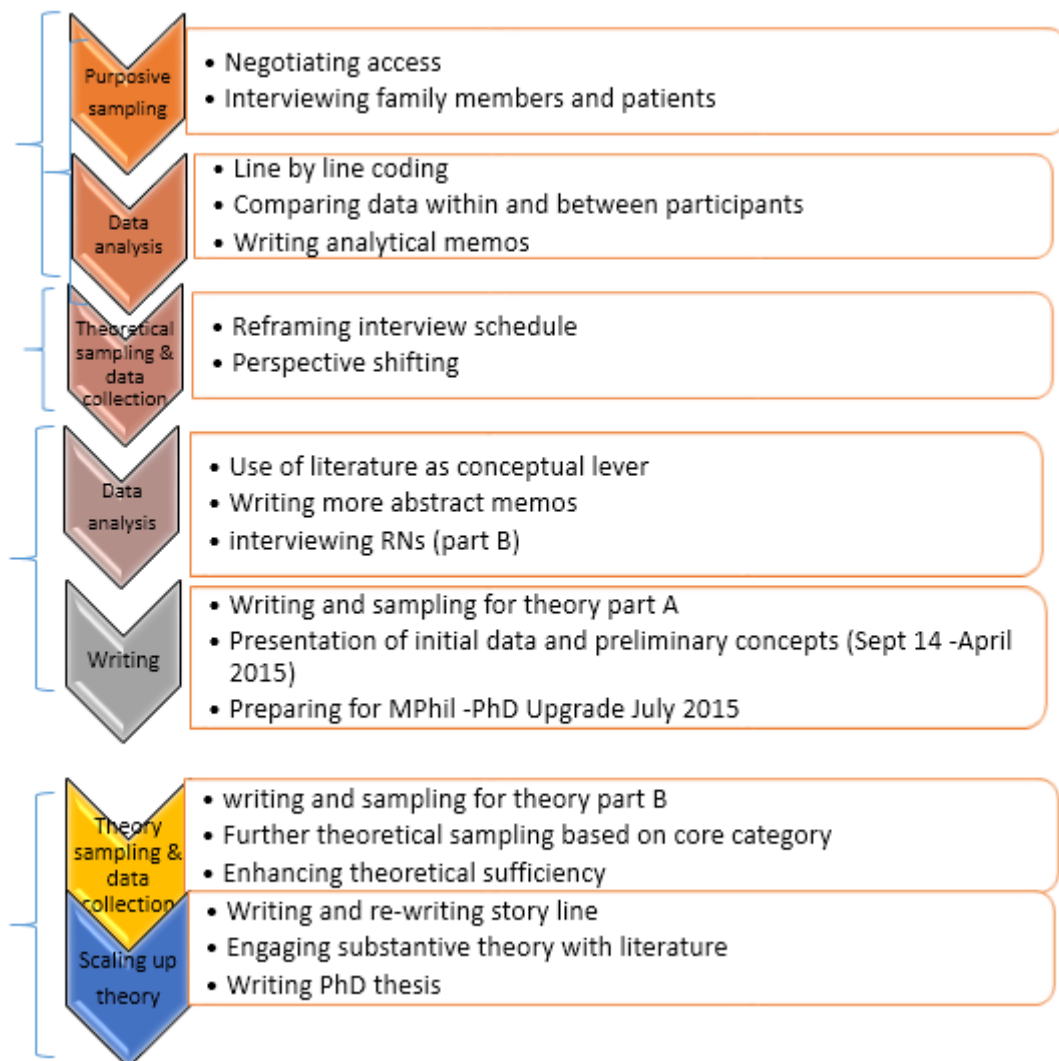 Purposive
sampling
• Negotiating access
• Interviewing family members and patients
Data
analysis
• Line by line coding
• Comparing data within and between participants
• Writing analytical memos
Theoretical
sampling &
data
collection
• Reframing interview schedule
• Perspective shifting
Data
analysis
• Use of literature as conceptual lever
• Writing more abstract memos
• interviewing RNs (part B)
Writing
• Writing and sampling for theory part A
• Presentation of initial data and preliminary concepts (Sept 14 -April
2015)
• Preparing for MPhil -PhD Upgrade July 2015
Theory
sampling &
data
collection
• writing and sampling for theory part B
• Further theoretical sampling based on core category
• Enhancing theoretical sufficiency
Scaling up
theory
• Writing and re-writing story line
• Engaging substantive theory with literature
• Writing PhD thesis